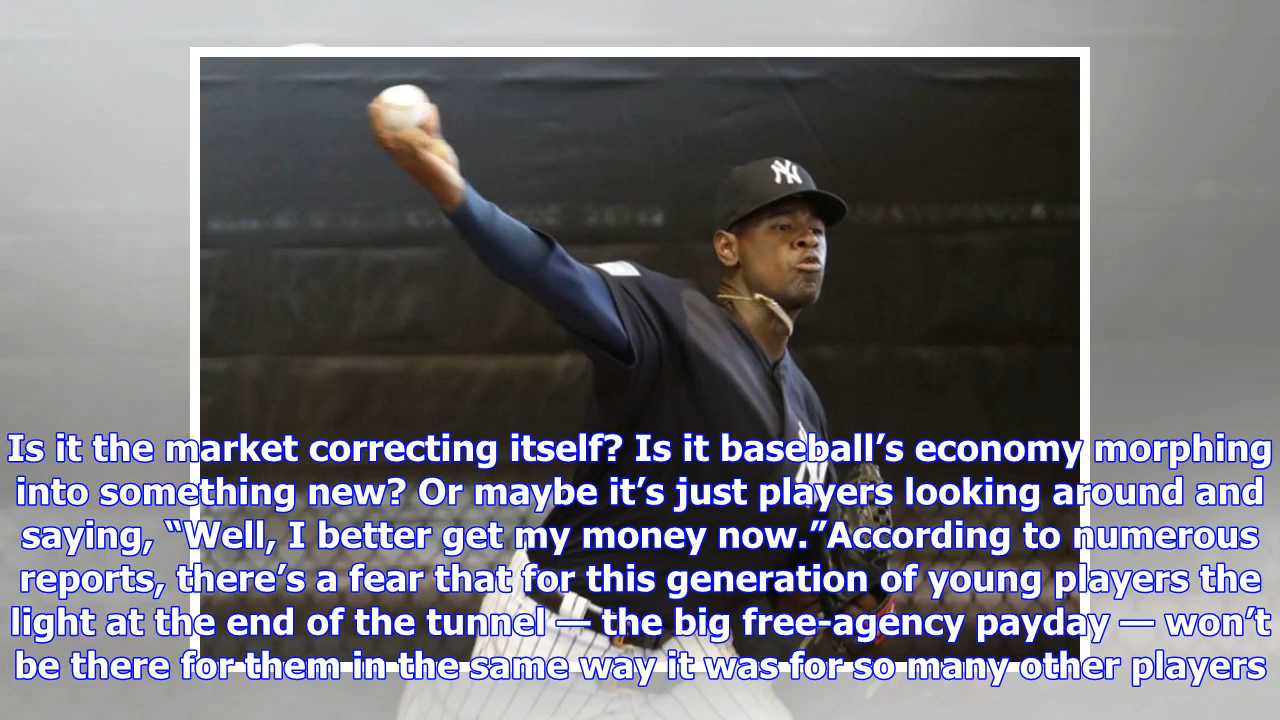 NY
Is it the market correcting itself? Is it baseball’s economy morphing
into something new? Or maybe it’s just players looking around and
saying, “Well, I better get my money now.”According to numerous
reports, there’s a fear that for this generation of young players the
light at the end of the tunnel — the big free-agency payday — won’t
be there for them in the same way it was for so many other players